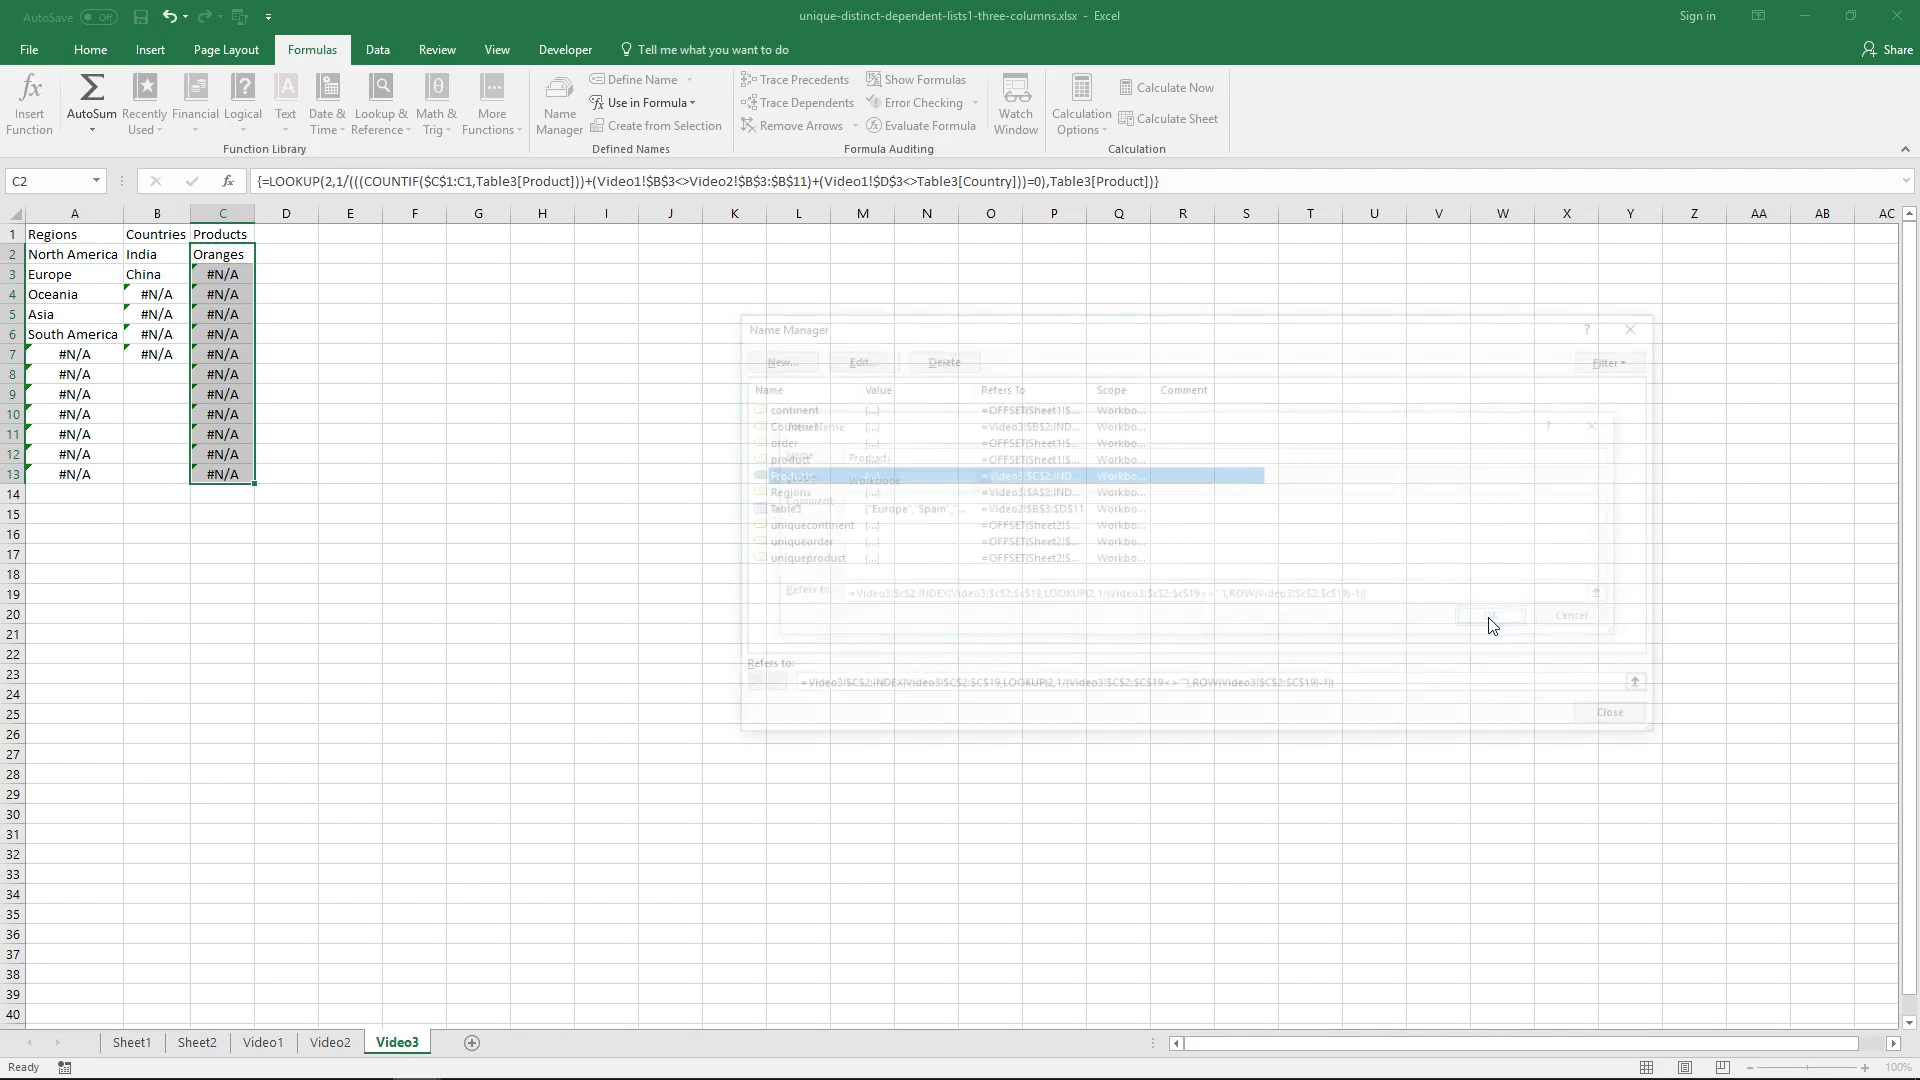 AutoSave Off
unique-distinct-dependent-lists1-three-columns.xlsx - Excel
Sign in
File Home Insert Page Layout Formulas Data Review View Developer Tell me what you want to do Share
Insert Function
AutoSum
Recently Used
Financial
Logical
Text
Date & Time
Lookup & Reference
Math & Trig
More Functions
Function Library
Name Manager
Define Name
Use in Formula
Create from Selection
Defined Names
Trace Precedents
Trace Dependents
Remove Arrows
Show Formulas
Error Checking
Evaluate Formula
Formula Auditing
Watch Window
Calculation Options
Calculate Now
Calculate Sheet
Calculation
C2
fx
{=LOOKUP(2,1/(((COUNTIF($C$1:C1,Table3[Product]))+(Video1!$B$3<>Video2!$B$3:$B$11)+(Video1!$D$3<>Table3[Country]))=0),Table3[Product])}
A B C D E F G H I J K L M N O P Q R S T U V W X Y Z AA AB AC
1 Regions Countries Products
2 North America India Oranges
3 Europe China #N/A
4 Oceania #N/A #N/A
5 Asia #N/A #N/A
6 South America #N/A #N/A
7 #N/A #N/A #N/A
8 #N/A #N/A
9 #N/A #N/A
10 #N/A #N/A
11 #N/A #N/A
12 #N/A #N/A
13 #N/A #N/A
14
15
16
17
18
19
20
21
22
23
24
25
26
27
28
29
30
31
32
33
34
35
36
37
38
39
40
Name Manager ?
New... Edit... Delete Filter
Name Value Refers To Scope Comment
continent {...} =OFFSET(Sheet1!$... Workbo...
{...} =Video3!$B$2:IND... Workbo...
order {...} =OFFSET(Sheet1!$... Workbo...
product {...} =OFFSET(Sheet1!$... Workbo...
Products =Video3!$C$2:IND... Workbo...
Regions {...} =Video3!$A$2:IND... Workbo...
Table3 {"Europe","Spain","... =Video2!$B$3:$D$11 Workbo...
uniquecontinent {...} =OFFSET(Sheet2!$... Workbo...
uniqueorder {...} =OFFSET(Sheet2!$... Workbo...
uniqueproduct {...} =OFFSET(Sheet2!$... Workbo...
Name ?
Products
Workbook
Refers to: =Video3!$c$2:INDEX(Video3!$c$2:$c$19,LOOKUP(2,1/(Video3!$c$2:$c$19<>""),ROW(Video3!$c$2:$c$19)-1))
OK Cancel
Refers to:
=Video3!$C$2:INDEX(Video3!$C$2:$C$19,LOOKUP(2,1/(Video3!$C$2:$C$19<>""),ROW(Video3!$C$2:$C$19)-1))
Close
Sheet1 Sheet2 Video1 Video2 Video3
Ready
100%